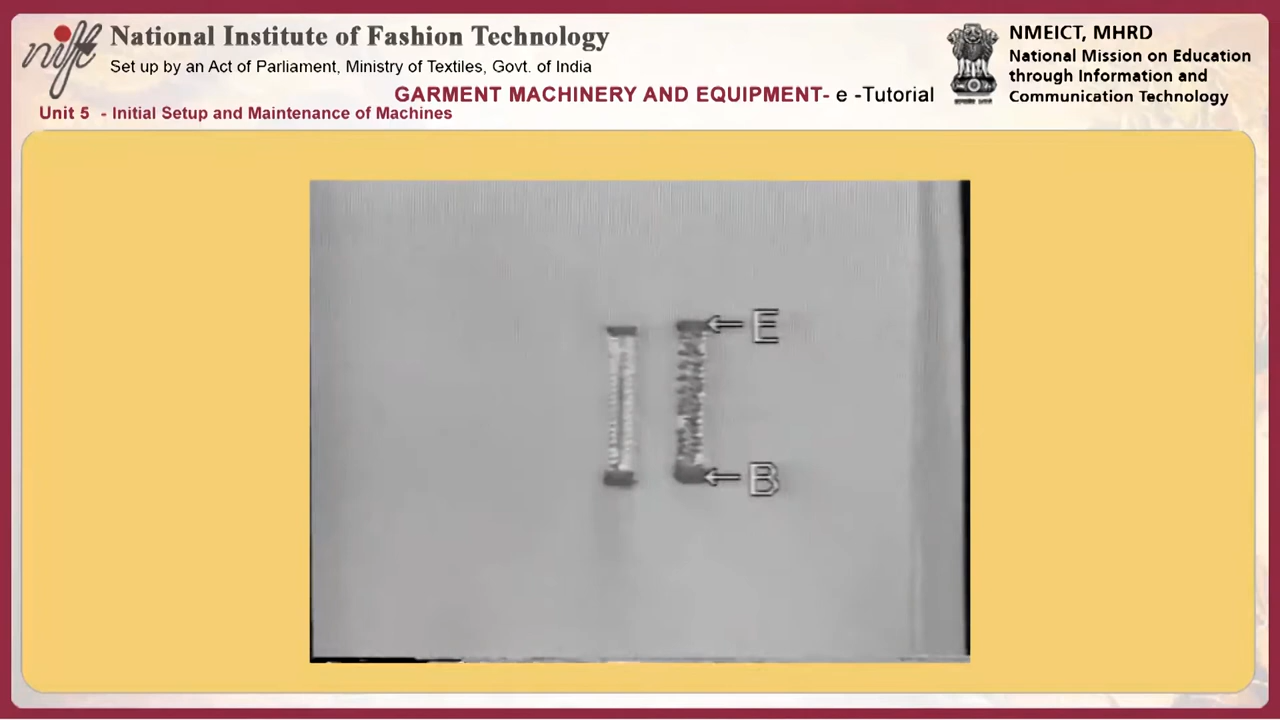 nift
National Institute of Fashion Technology
Set up by an Act of Parliament, Ministry of Textiles, Govt. of India
GARMENT MACHINERY AND EQUIPMENT- e -Tutorial
Unit 5 - Initial Setup and Maintenance of Machines
NMEICT, MHRD
National Mission on Education
through Information and
Communication Technology
E
B